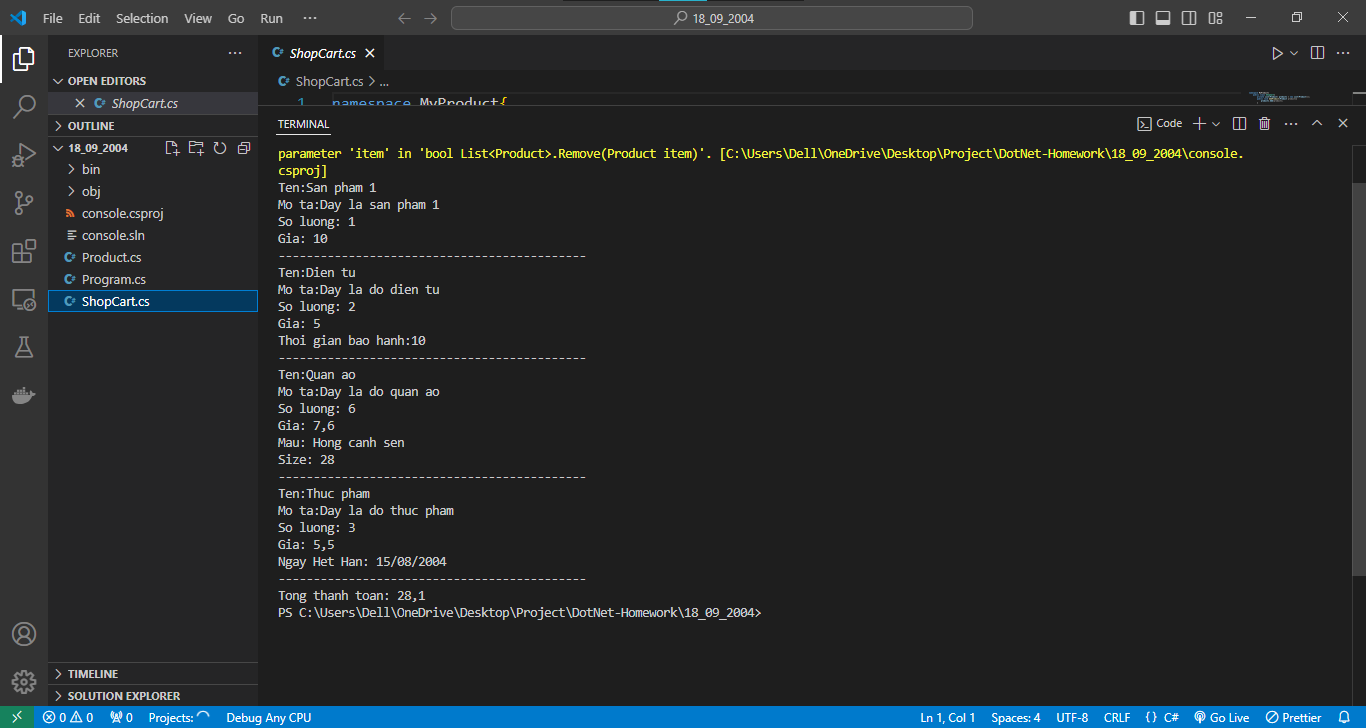 File Edit Selection View Go Run ··· 18_09_2004
EXPLORER ···
OPEN EDITORS
ShopCart.cs
OUTLINE
18_09_2004
bin
obj
console.csproj
console.sln
Product.cs
Program.cs
ShopCart.cs
TIMELINE
SOLUTION EXPLORER
ShopCart.cs
ShopCart.cs > ...
1 namespace MyProduct{
TERMINAL
Code
parameter 'item' in 'bool List<Product>.Remove(Product item)'. [C:\Users\Dell\OneDrive\Desktop\Project\DotNet-Homework\18_09_2004\console.
csproj]
Ten:San pham 1
Mo ta:Day la san pham 1
So luong: 1
Gia: 10
-------------------------------------------
Ten:Dien tu
Mo ta:Day la do dien tu
So luong: 2
Gia: 5
Thoi gian bao hanh:10
-------------------------------------------
Ten:Quan ao
Mo ta:Day la do quan ao
So luong: 6
Gia: 7,6
Mau: Hong canh sen
Size: 28
-------------------------------------------
Ten:Thuc pham
Mo ta:Day la do thuc pham
So luong: 3
Gia: 5,5
Ngay Het Han: 15/08/2004
-------------------------------------------
Tong thanh toan: 28,1
PS C:\Users\Dell\OneDrive\Desktop\Project\DotNet-Homework\18_09_2004>
0 0 0 Projects: Debug Any CPU Ln 1, Col 1 Spaces: 4 UTF-8 CRLF {} C# Go Live Prettier